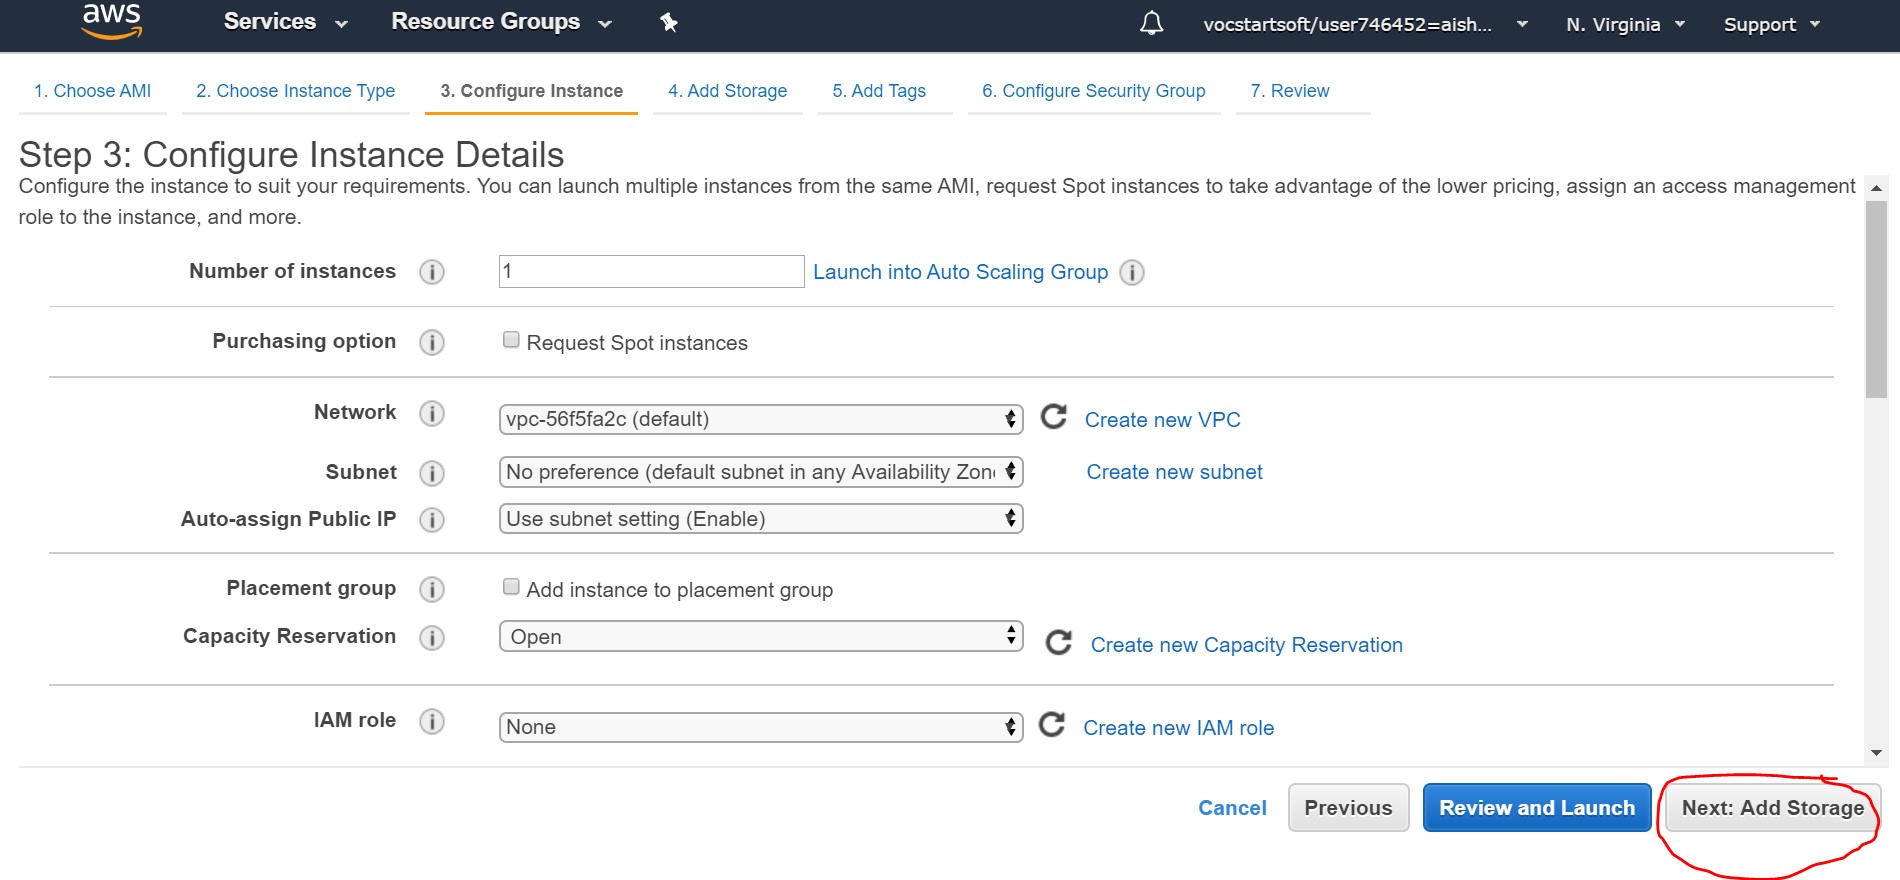 aws Services Resource Groups vocstartsoft/user746452=aish... N. Virginia Support
1. Choose AMI 2. Choose Instance Type 3. Configure Instance 4. Add Storage 5. Add Tags 6. Configure Security Group 7. Review
Step 3: Configure Instance Details
Configure the instance to suit your requirements. You can launch multiple instances from the same AMI, request Spot instances to take advantage of the lower pricing, assign an access management
role to the instance, and more.
Number of instances i 1 Launch into Auto Scaling Group i
Purchasing option i Request Spot instances
Network i vpc-56f5fa2c (default) Create new VPC
Subnet i No preference (default subnet in any Availability Zone Create new subnet
Auto-assign Public IP i Use subnet setting (Enable)
Placement group i Add instance to placement group
Capacity Reservation i Open Create new Capacity Reservation
IAM role i None Create new IAM role
Cancel Previous Review and Launch Next: Add Storage